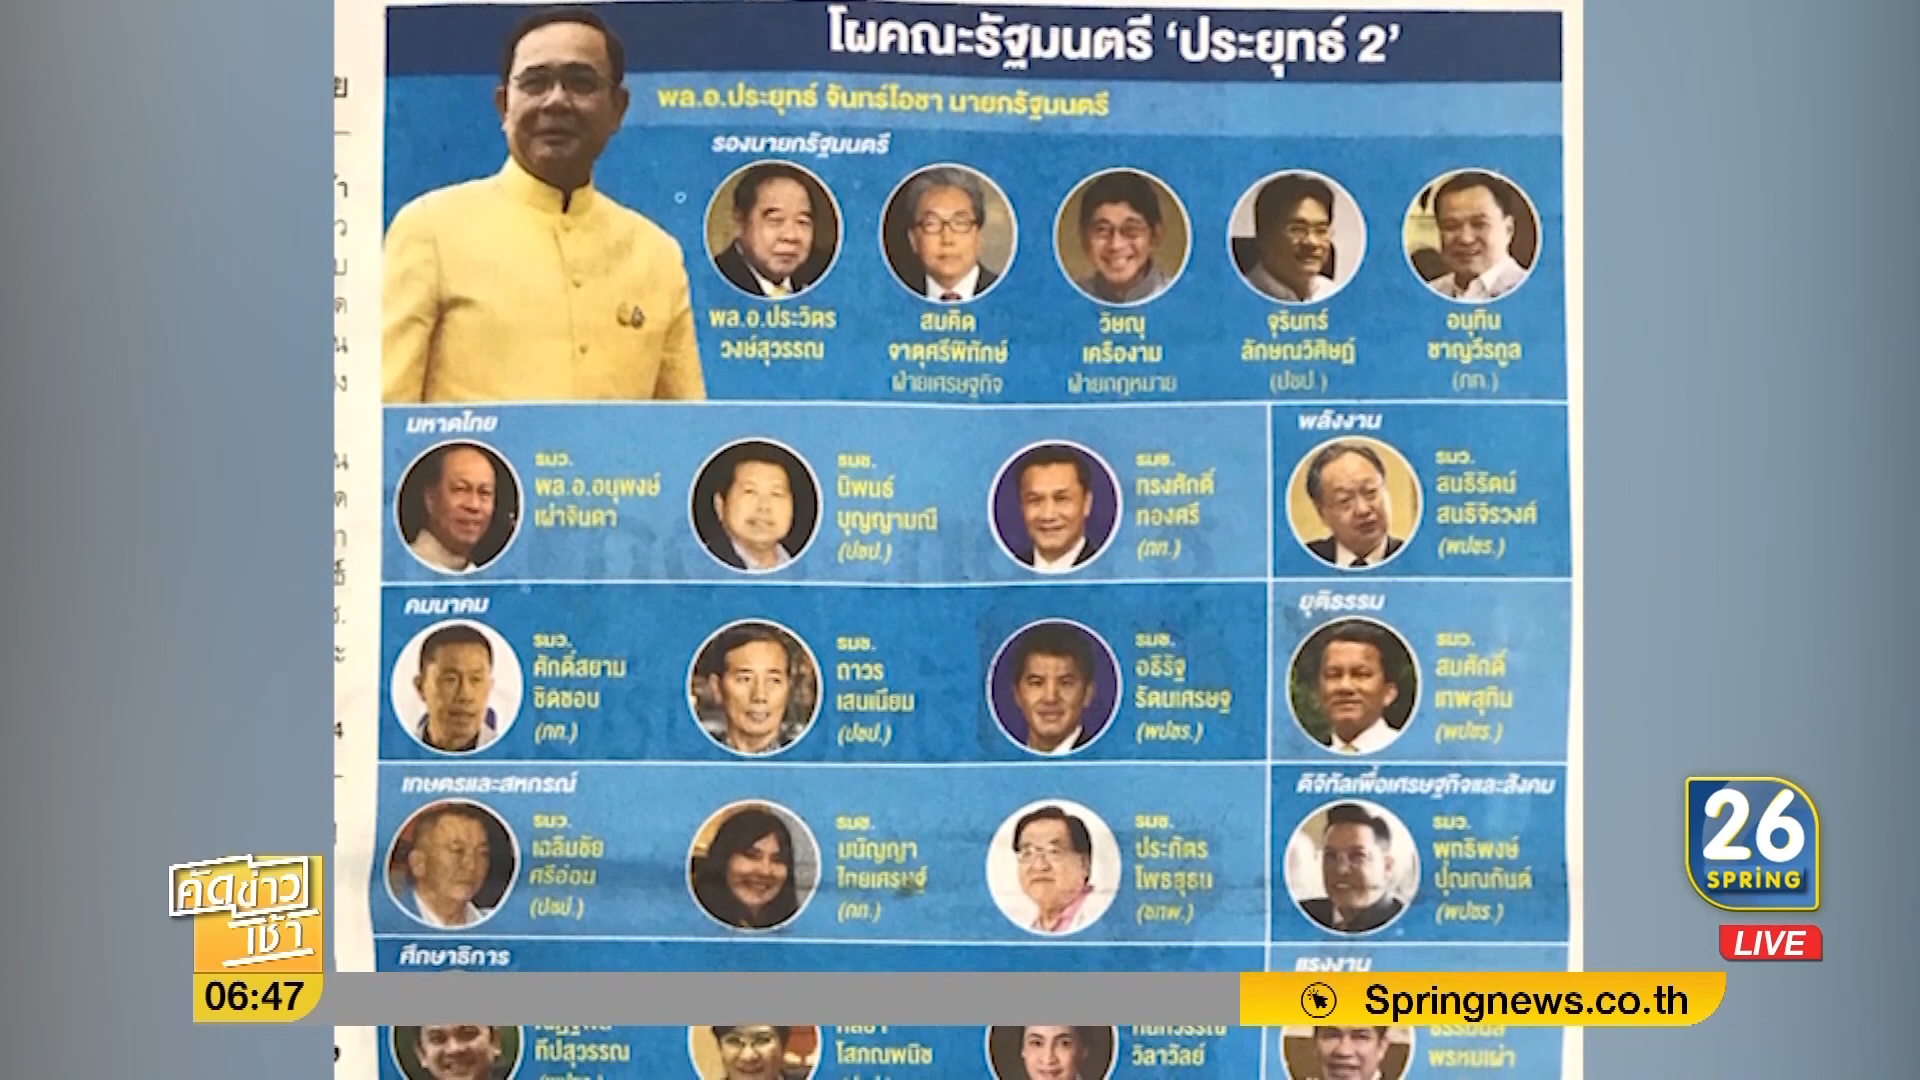 โผคณะรัฐมนตรี ‘ประยุทธ์ 2’
พล.อ.ประยุทธ์ จันทร์โอชา นายกรัฐมนตรี
รองนายกรัฐมนตรี
พล.อ.ประวิตร
วงษ์สุวรรณ
สมคิด
จาตุศรีพิทักษ์
ฝ่ายเศรษฐกิจ
วิษณุ
เครืองาม
ฝ่ายกฎหมาย
จุรินทร์
ลักษณวิศิษฏ์
(ปชป.)
อนุทิน
ชาญวีรกูล
(ภท.)
มหาดไทย
รมว.
พล.อ.อนุพงษ์
เผ่าจินดา
รมช.
นิพนธ์
บุญญามณี
(ปชป.)
รมช.
ทรงศักดิ์
ทองศรี
(ภท.)
พลังงาน
รมว.
สนธิรัตน์
สนธิจิรวงศ์
(พปชร.)
คมนาคม
รมว.
ศักดิ์สยาม
ชิดชอบ
(ภท.)
รมช.
ถาวร
เสนเนียม
(ปชป.)
รมช.
อธิรัฐ
รัตนเศรษฐ
(พปชร.)
ยุติธรรม
รมว.
สมศักดิ์
เทพสุทิน
(พปชร.)
เกษตรและสหกรณ์
รมว.
เฉลิมชัย
ศรีอ่อน
(ปชป.)
รมช.
มนัญญา
ไทยเศรษฐ์
(ภท.)
รมช.
ประภัตร
โพธสุธน
(ชทพ.)
ดิจิทัลเพื่อเศรษฐกิจและสังคม
รมว.
พุทธิพงษ์
ปุณณกันต์
(พปชร.)
ศึกษาธิการ
ทีปสุวรรณ
โสภณพนิช
วิลาวัลย์
แรงงาน
พรหมเผ่า
26
SPRING
LIVE
คัดข่าว
เช้า
06:47
Springnews.co.th